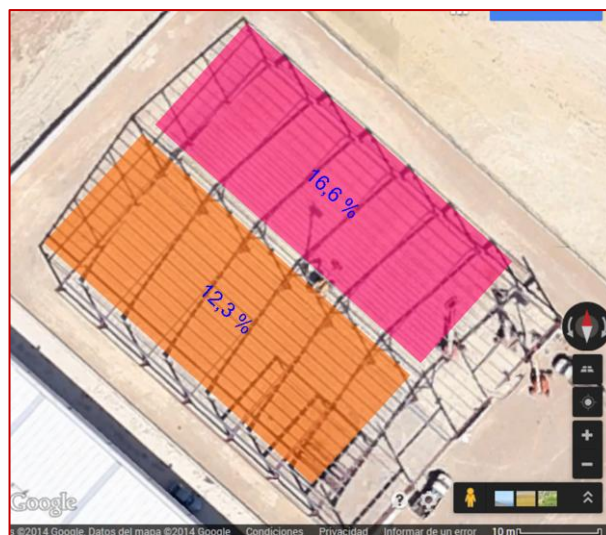 16,6 %
12,3 %
Google
?
s ©2014 Google, Datos del mapa ©2014 Google Condiciones Privacidad Informar de un error 10 m